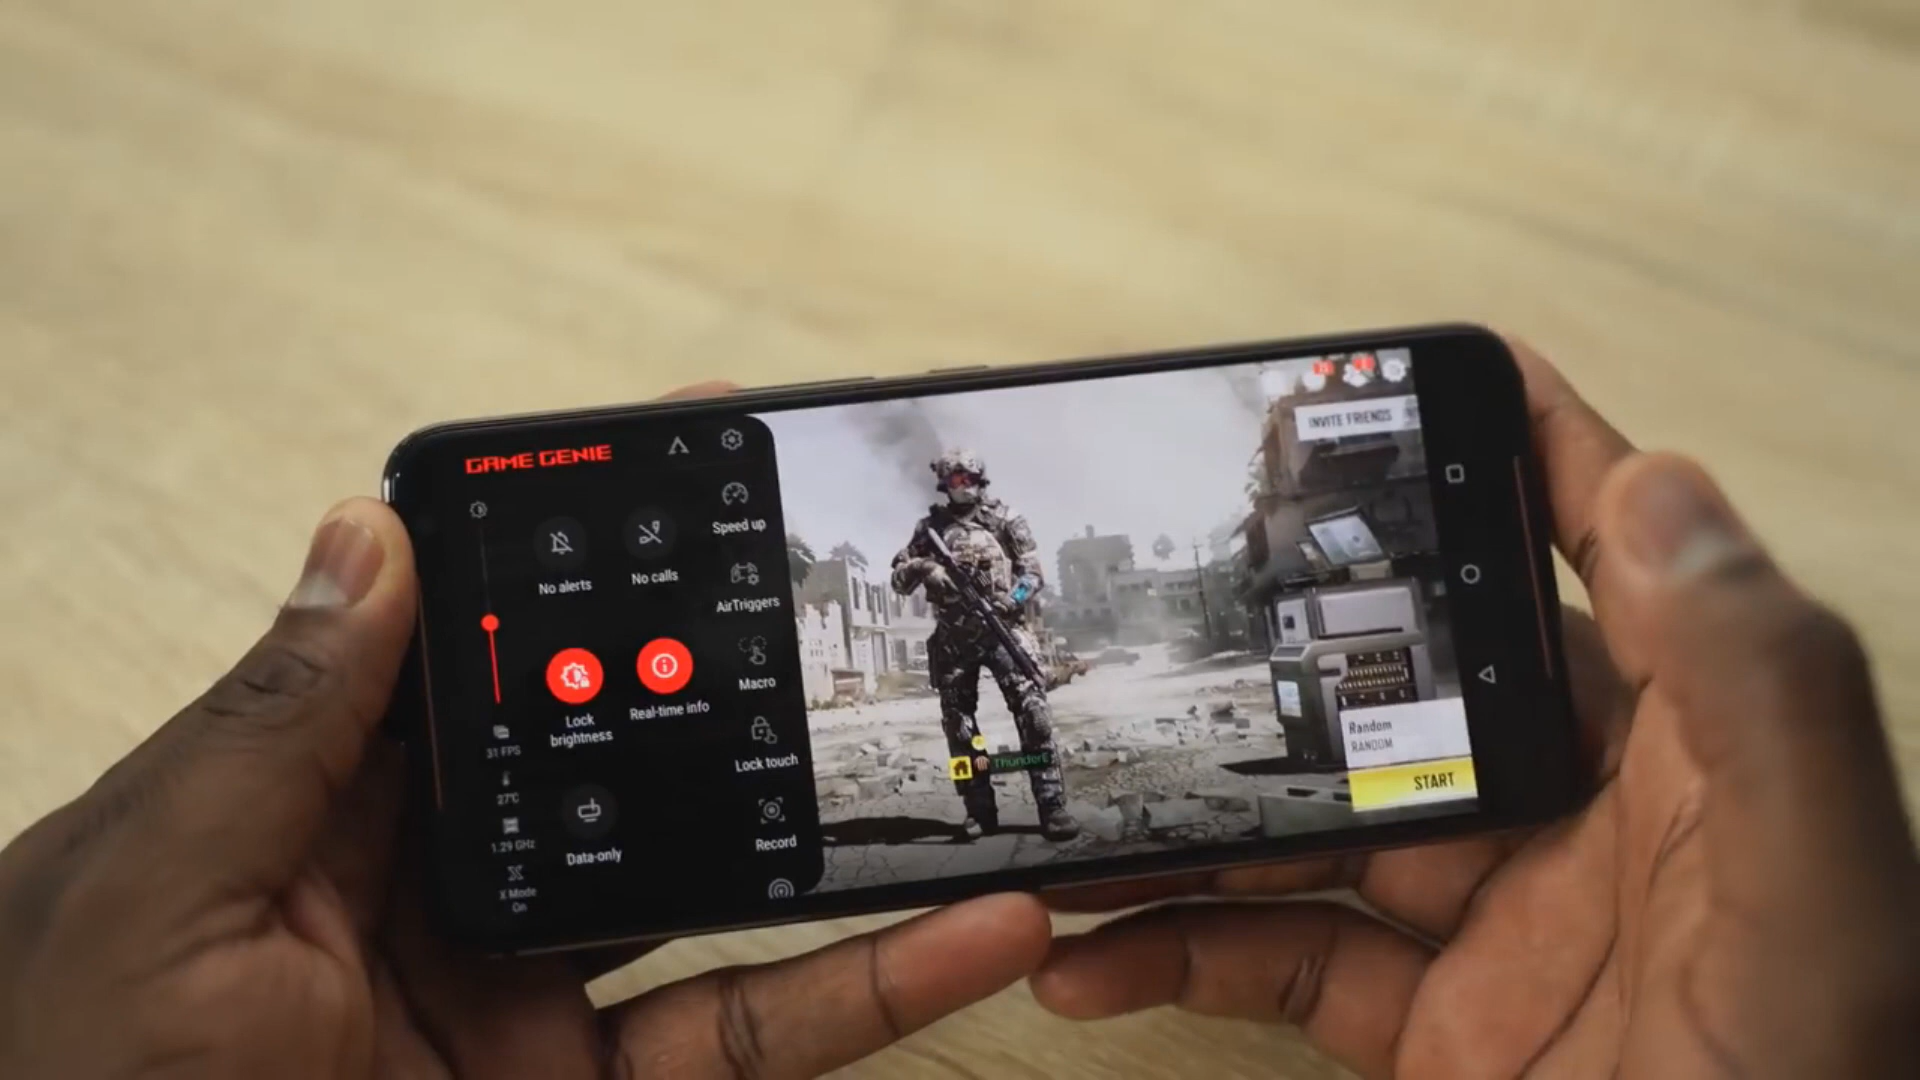 GAME GENIE
No alerts
No calls
Speed up
AirTriggers
Lock
brightness
Real-time info
Macro
Lock touch
Record
Data-only
31 FPS
27°C
1.29 GHz
X Mode
On
INVITE FRIENDS
ThunderE
Random
RANDOM
START